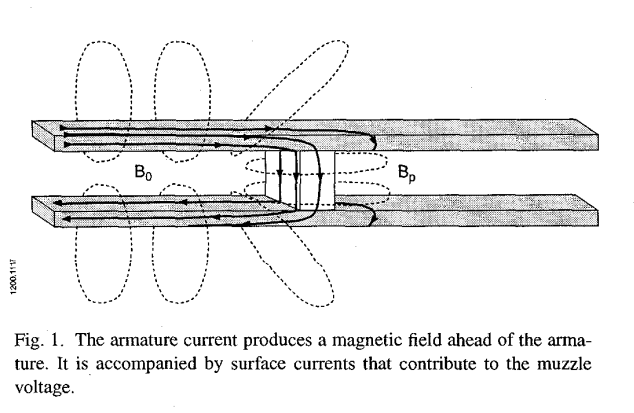 B0
Bp
1200.1117
Fig. 1. The armature current produces a magnetic field ahead of the arma-
ture. It is accompanied by surface currents that contribute to the muzzle
voltage.